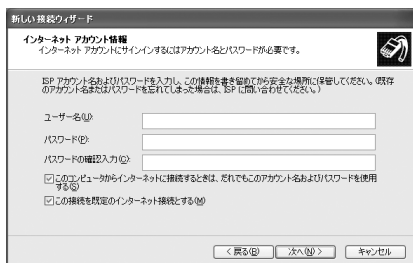 新しい接続ウィザード
インターネット アカウント情報
インターネット アカウントにサインインするにはアカウント名とパスワードが必要です。
ISP アカウント名およびパスワードを入力し、この情報を書き留めてから安全な場所に保管してください。(既存
のアカウント名またはパスワードを忘れてしまった場合は、ISP に問い合わせてください。)
ユーザー名(U):
パスワード(P):
パスワードの確認入力(C):
このコンピュータからインターネットに接続するときは、だれでもこのアカウント名およびパスワードを使用
する(S)
この接続を既定のインターネット接続とする(M)
< 戻る(B)
次へ(N) >
キャンセル